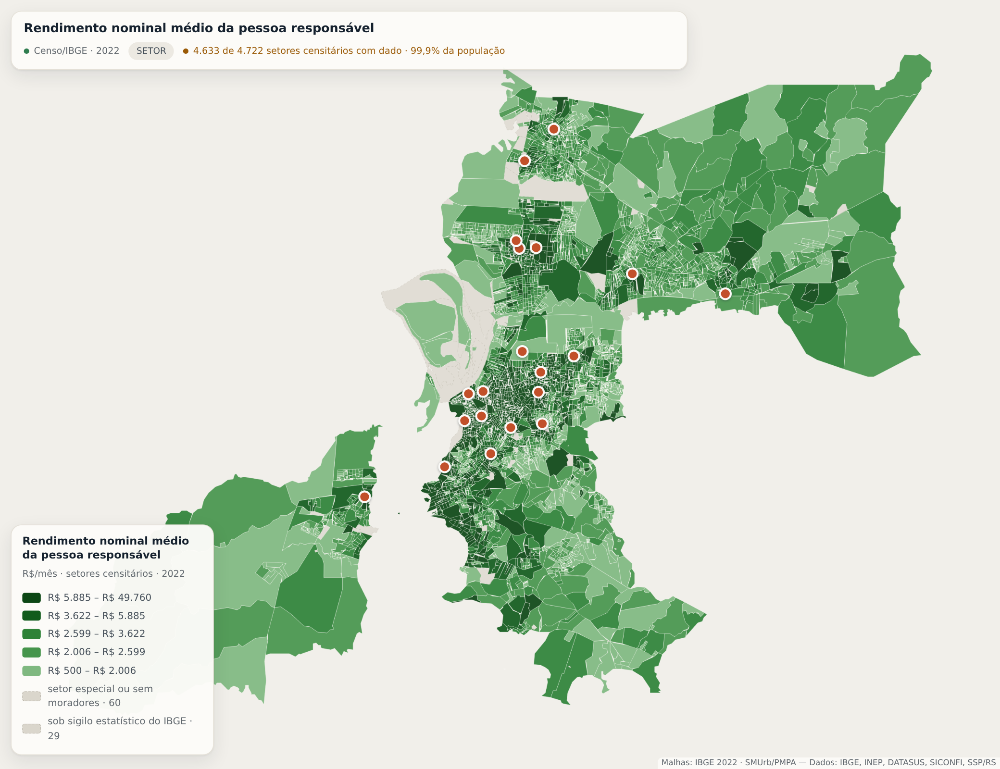 Rendimento nominal médio da pessoa responsável
Censo/IBGE · 2022 SETOR 4.633 de 4.722 setores censitários com dado · 99,9% da população
Rendimento nominal médio
da pessoa responsável
R$/mês · setores censitários · 2022
R$ 5.885 – R$ 49.760
R$ 3.622 – R$ 5.885
R$ 2.599 – R$ 3.622
R$ 2.006 – R$ 2.599
R$ 500 – R$ 2.006
setor especial ou sem
moradores · 60
sob sigilo estatístico do IBGE ·
29
Malhas: IBGE 2022 · SMUrb/PMPA — Dados: IBGE, INEP, DATASUS, SICONFI, SSP/RS